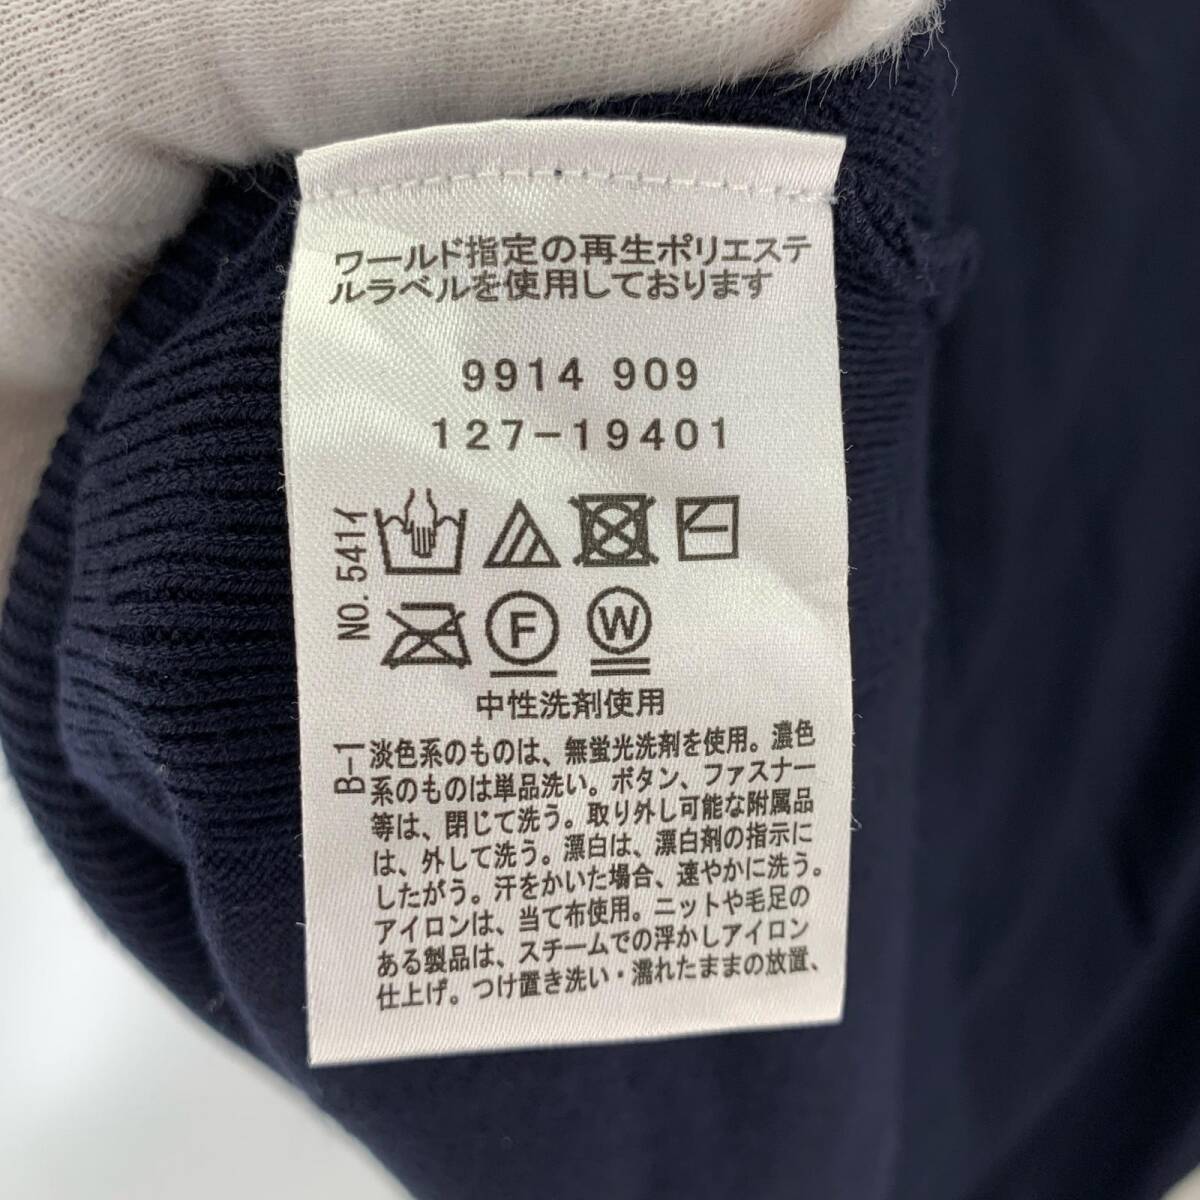 ワールド指定の再生ポリエステ
ルラベルを使用しております
9914 909
127-19401
NO.541イ
F
W
中性洗剤使用
B-1
淡色系のものは、無蛍光洗剤を使用。濃色
系のものは単品洗い。ボタン、ファスナー
等は、閉じて洗う。取り外し可能な附属品
は、外して洗う。漂白は、漂白剤の指示に
したがう。汗をかいた場合、速やかに洗う。
アイロンは、当て布使用。ニットや毛足の
ある製品は、スチームでの浮かしアイロン
仕上げ。つけ置き洗い・濡れたままの放置、